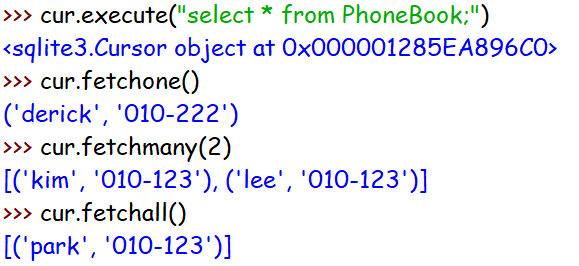 >>> cur.execute("select * from PhoneBook;")
<sqlite3.Cursor object at 0x000001285EA896C0>
>>> cur.fetchone()
('derick', '010-222')
>>> cur.fetchmany(2)
[('kim', '010-123'), ('lee', '010-123')]
>>> cur.fetchall()
[('park', '010-123')]